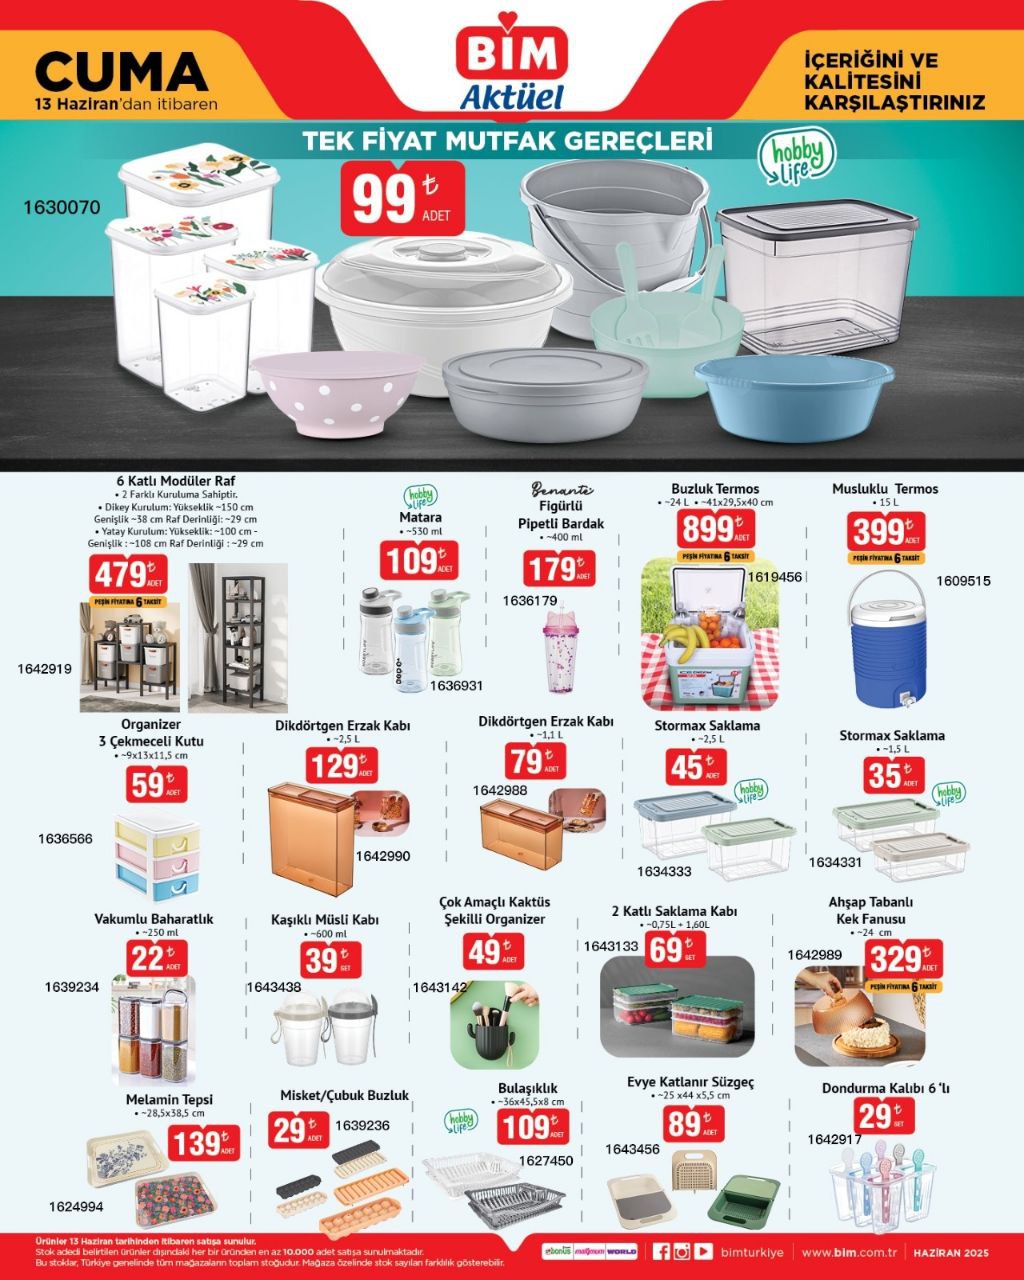 CUMA
13 Haziran'dan itibaren
BİM
Aktüel
İÇERİĞİNİ VE
KALİTESİNİ
KARŞILAŞTIRINIZ
TEK FİYAT MUTFAK GEREÇLERİ
hobby
life
1630070
99₺
ADET
6 Katlı Modüler Raf
• 2 Farklı Kuruluma Sahiptir.
• Dikey Kurulum: Yükseklik ~150 cm
Genişlik ~38 cm Raf Derinliği: ~29 cm
• Yatay Kurulum: Yükseklik: ~100 cm -
Genişlik : ~108 cm Raf Derinliği : ~29 cm
479₺
ADET
PEŞİN FİYATINA 6 TAKSİT
1642919
hobby
life
Matara
• ~530 ml
109₺
ADET
1636931
Benante
Figürlü
Pipetli Bardak
• ~400 ml
179₺
ADET
1636179
Buzluk Termos
• ~24 L • ~41x29,5x40 cm
899₺
ADET
PEŞİN FİYATINA 6 TAKSİT
1619456
Musluklu Termos
• 15 L
399₺
ADET
PEŞİN FİYATINA 6 TAKSİT
1609515
Organizer
3 Çekmeceli Kutu
• ~9x13x11,5 cm
59₺
ADET
1636566
Dikdörtgen Erzak Kabı
• ~2,5 L
129₺
ADET
1642990
Dikdörtgen Erzak Kabı
• ~1,1 L
79₺
ADET
1642988
Stormax Saklama
• ~2,5 L
45₺
ADET
hobby
life
1634333
Stormax Saklama
• ~1,5 L
35₺
ADET
hobby
life
1634331
Vakumlu Baharatlık
• ~250 ml
22₺
ADET
1639234
Kaşıklı Müsli Kabı
• ~600 ml
39₺
SET
1643438
Çok Amaçlı Kaktüs
Şekilli Organizer
49₺
ADET
1643142
2 Katlı Saklama Kabı
• ~0,75L + 1,60L
1643133
69₺
SET
Ahşap Tabanlı
Kek Fanusu
• ~24 cm
1642989
329₺
ADET
PEŞİN FİYATINA 6 TAKSİT
Melamin Tepsi
• ~28,5x38,5 cm
139₺
ADET
1624994
Misket/Çubuk Buzluk
29₺
ADET
1639236
Bulaşıklık
• ~36x45,5x8 cm
hobby
life
109₺
ADET
1627450
Evye Katlanır Süzgeç
• ~25 x44 x5,5 cm
89₺
ADET
1643456
Dondurma Kalıbı 6 'lı
29₺
SET
1642917
Ürünler 13 Haziran tarihinden itibaren satışa sunulur.
Stok adedi belirtilen ürünler dışındaki her bir üründen en az 10.000 adet satışa sunulmaktadır.
Bu stoklar, Türkiye genelinde tüm mağazaların toplam stoğudur. Mağaza özelinde stok sayıları farklılık gösterebilir.
bonus maximum WORLD
bimturkiye
www.bim.com.tr
HAZİRAN 2025